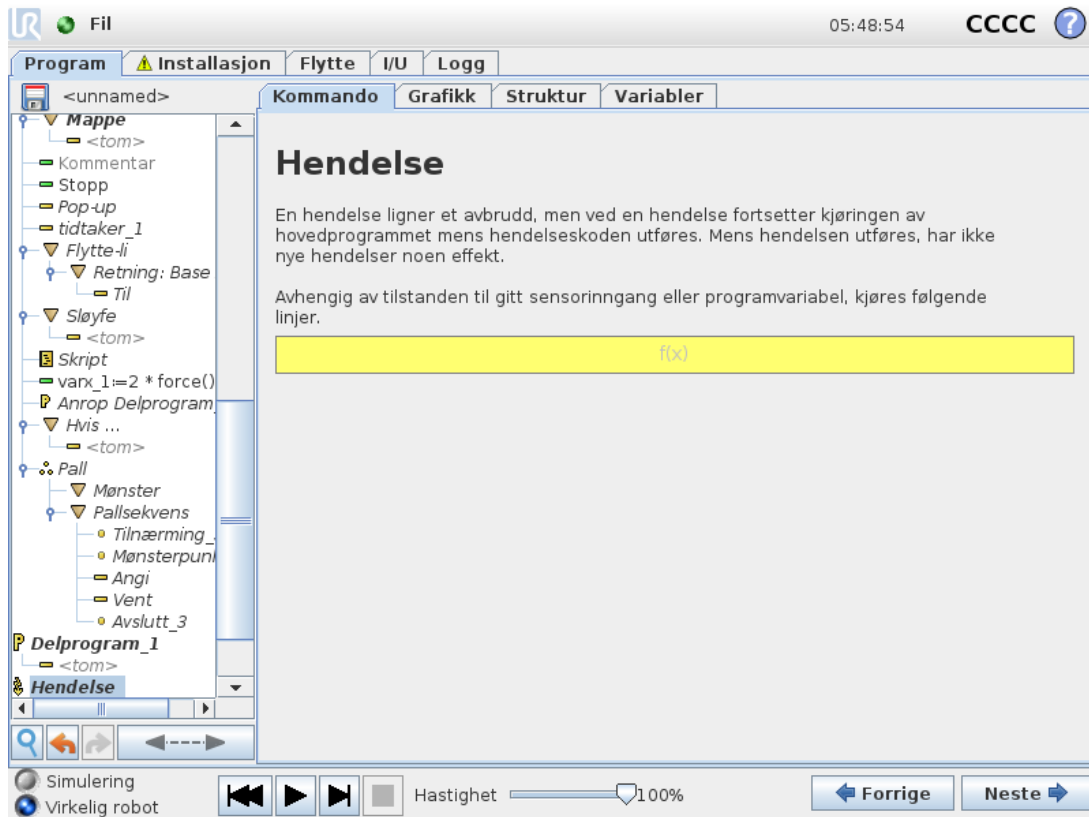 Fil
05:48:54
CCCC
?
Program
Installasjon
Flytte
I/U
Logg
<unnamed>
Kommando
Grafikk
Struktur
Variabler
Mappe
<tom>
Kommentar
Stopp
Pop-up
tidtaker_1
Flytte-li
Retning: Base
Til
Sløyfe
<tom>
Skript
varx_1:=2 * force()
Anrop Delprogram_
Hvis ...
<tom>
Pall
Mønster
Pallsekvens
Tilnærming_
Mønsterpunk
Angi
Vent
Avslutt_3
P Delprogram_1
<tom>
Hendelse
Hendelse
En hendelse ligner et avbrudd, men ved en hendelse fortsetter kjøringen av
hovedprogrammet mens hendelseskoden utføres. Mens hendelsen utføres, har ikke
nye hendelser noen effekt.
Avhengig av tilstanden til gitt sensorinngang eller programvariabel, kjøres følgende
linjer.
f(x)
Simulering
Virkelig robot
Hastighet
100%
Forrige
Neste